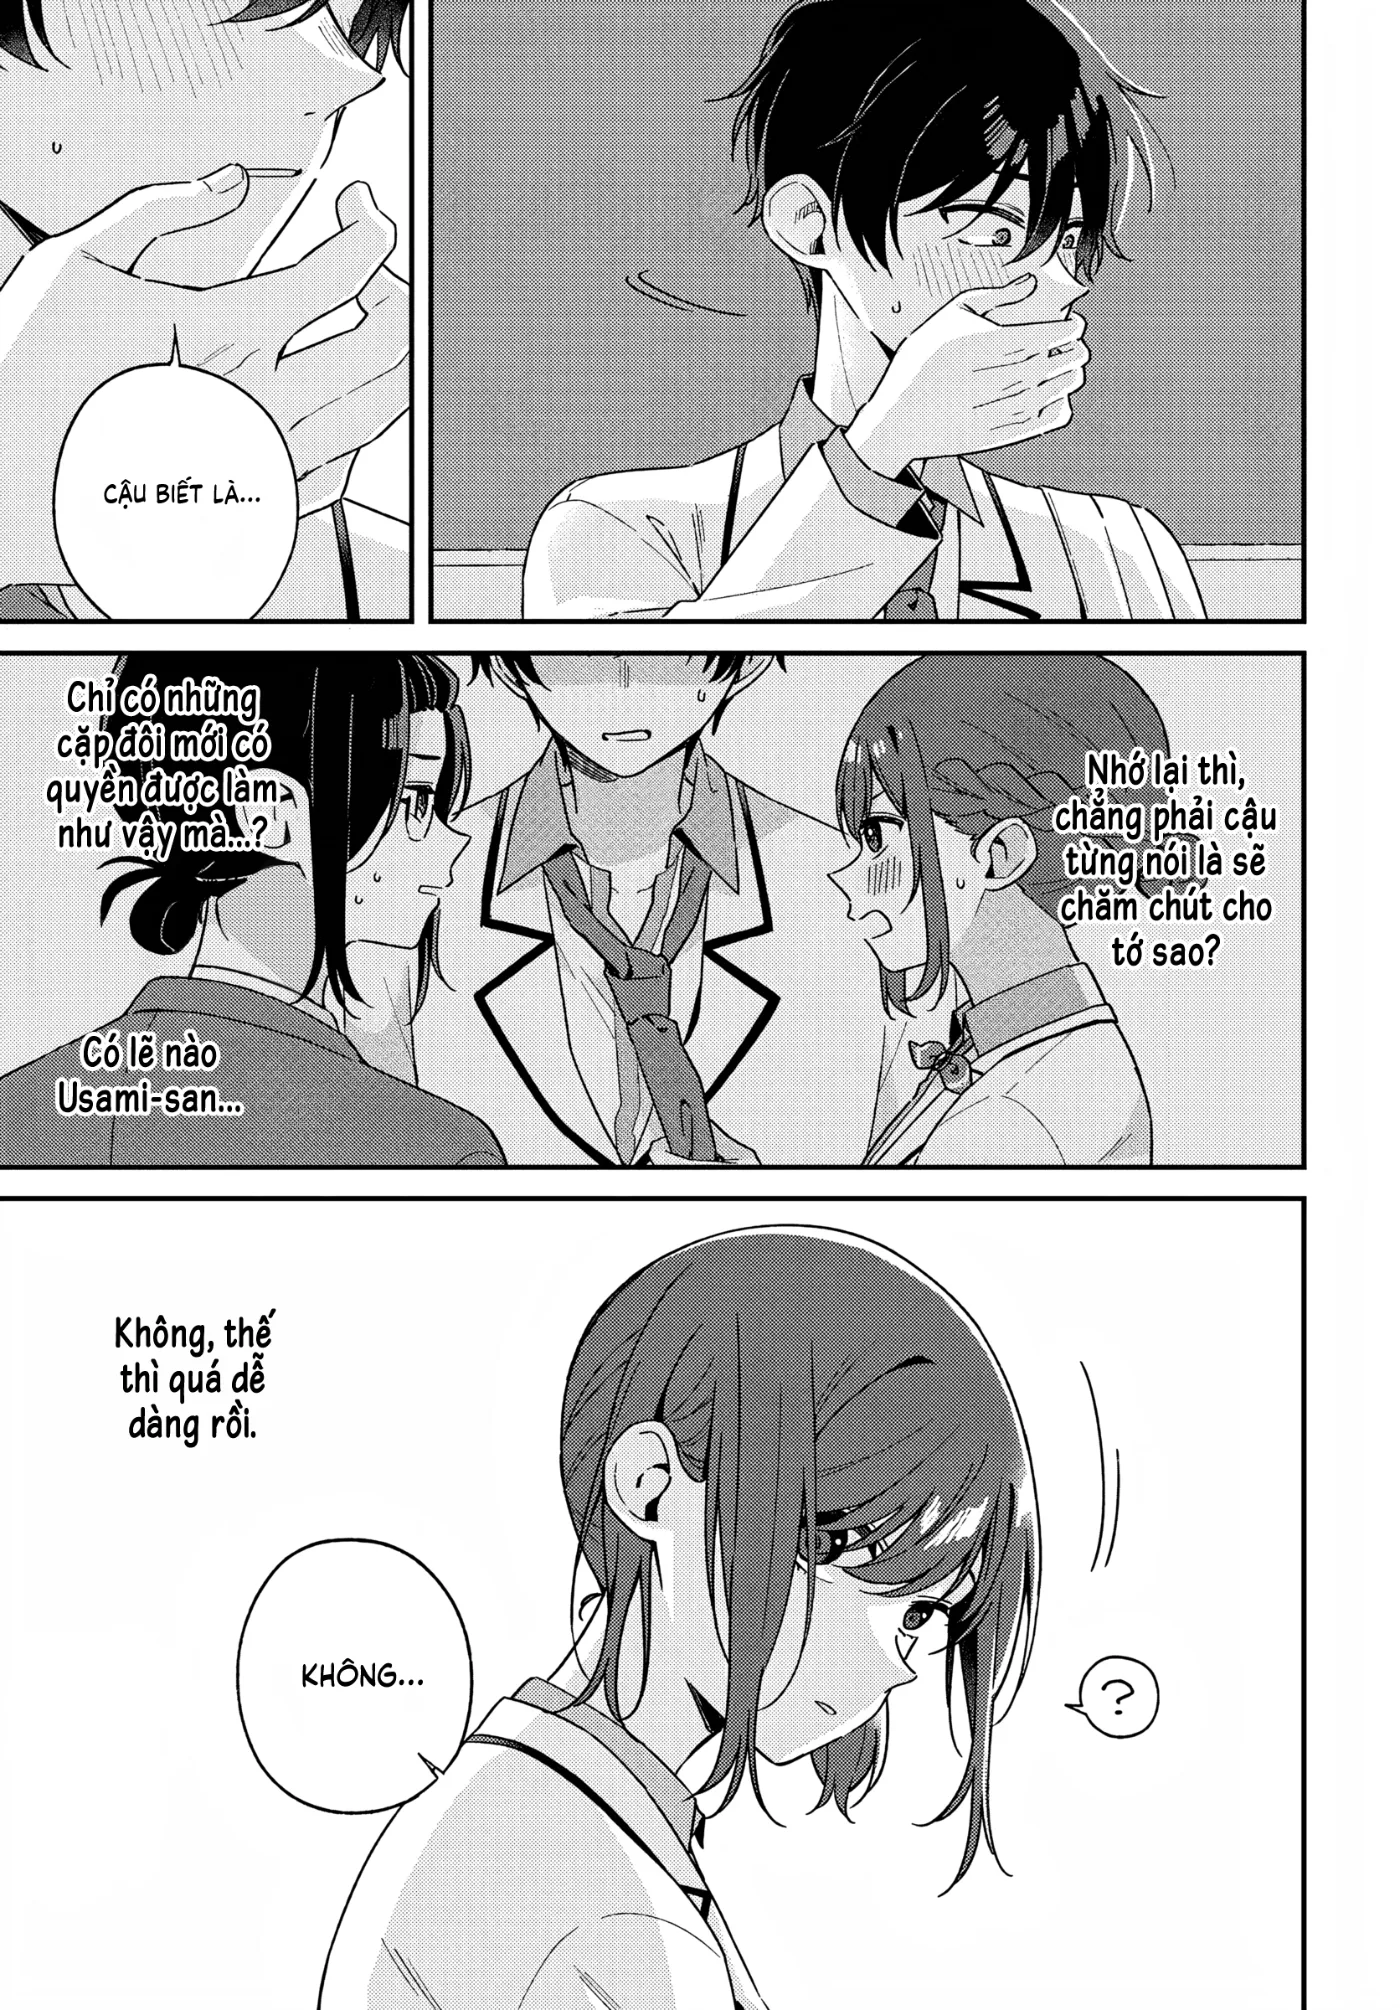 CẬU BIẾT LÀ...
Nhớ lại thì,
chẳng phải cậu
từng nói là sẽ
chăm chút cho
tớ sao?
Chỉ có những
cặp đôi mới có
quyền được làm
như vậy mà...?
Có lẽ nào
Usami-san...
Không, thế
thì quá dễ
dàng rồi.
?
KHÔNG...